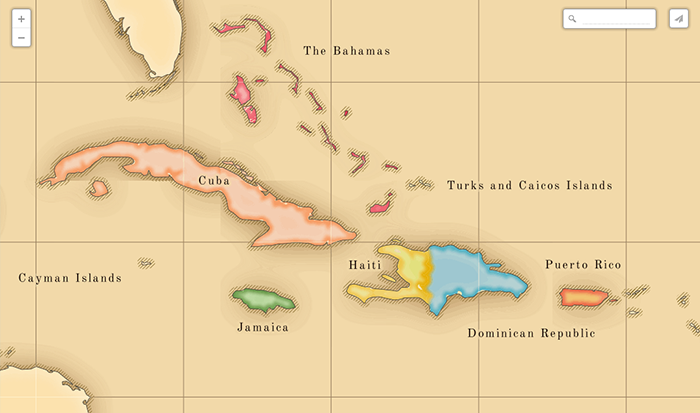 The Bahamas
Cuba
Turks and Caicos Islands
Haiti
Puerto Rico
Cayman Islands
Jamaica
Dominican Republic